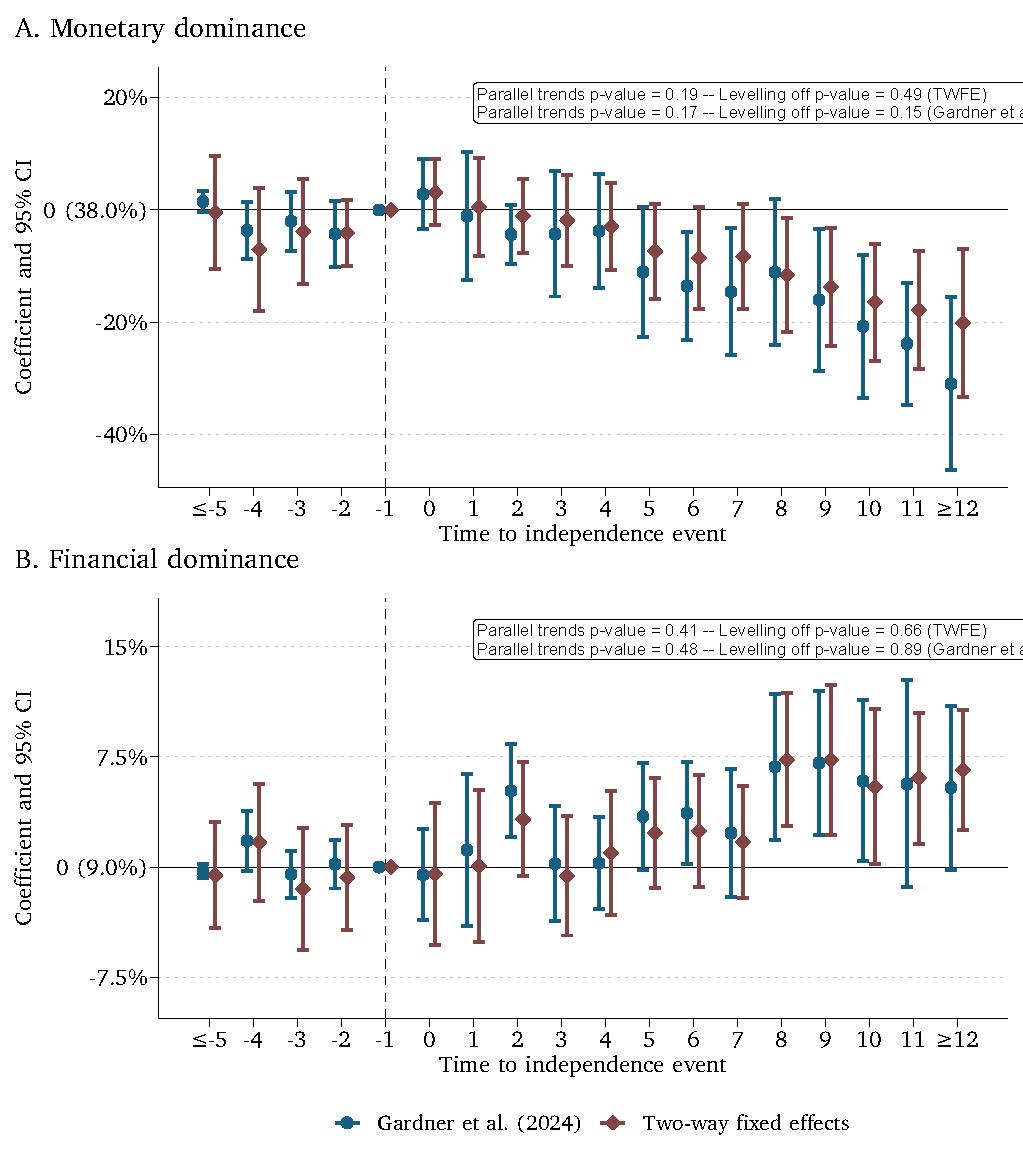 A. Monetary dominance
Parallel trends p-value = 0.19 -- Levelling off p-value = 0.49 (TWFE)
Parallel trends p-value = 0.17 -- Levelling off p-value = 0.15 (Gardner et a
Coefficient and 95% CI
20%
0 (38.0%)
-20%
-40%
≤-5 -4 -3 -2 -1 0 1 2 3 4 5 6 7 8 9 10 11 ≥12
Time to independence event
B. Financial dominance
Parallel trends p-value = 0.41 -- Levelling off p-value = 0.66 (TWFE)
Parallel trends p-value = 0.48 -- Levelling off p-value = 0.89 (Gardner et a
Coefficient and 95% CI
15%
7.5%
0 (9.0%)
-7.5%
≤-5 -4 -3 -2 -1 0 1 2 3 4 5 6 7 8 9 10 11 ≥12
Time to independence event
Gardner et al. (2024) Two-way fixed effects